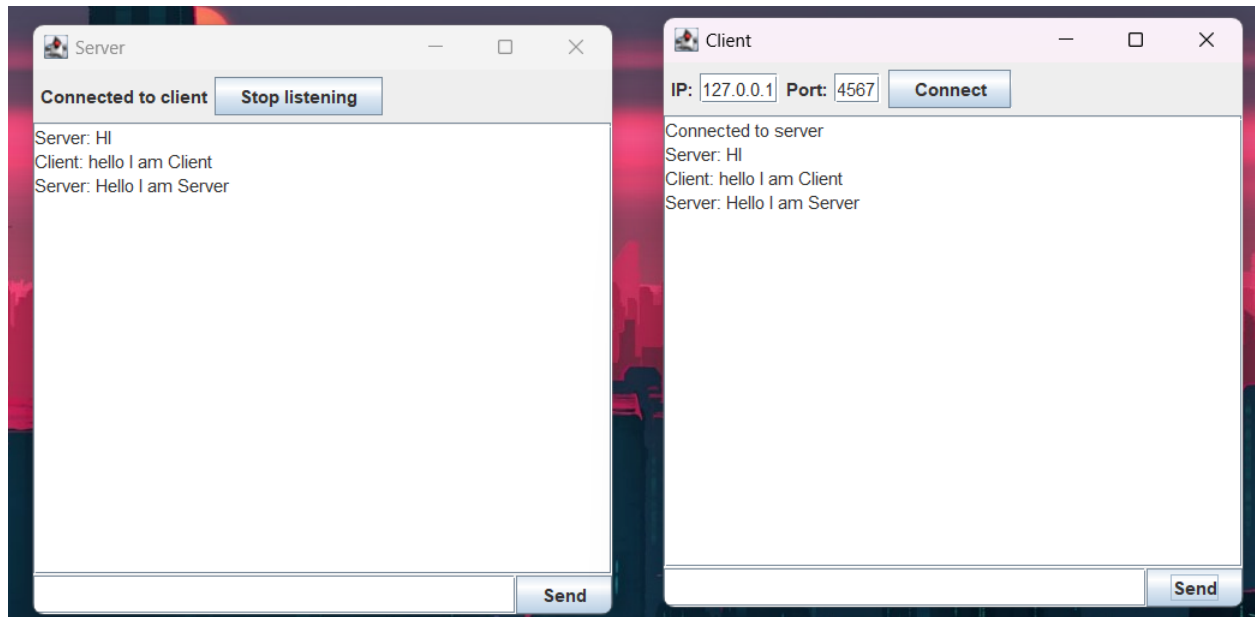 Server
Connected to client Stop listening
Server: HI
Client: hello I am Client
Server: Hello I am Server
Send
Client
IP: 127.0.0.1 Port: 4567 Connect
Connected to server
Server: HI
Client: hello I am Client
Server: Hello I am Server
Send